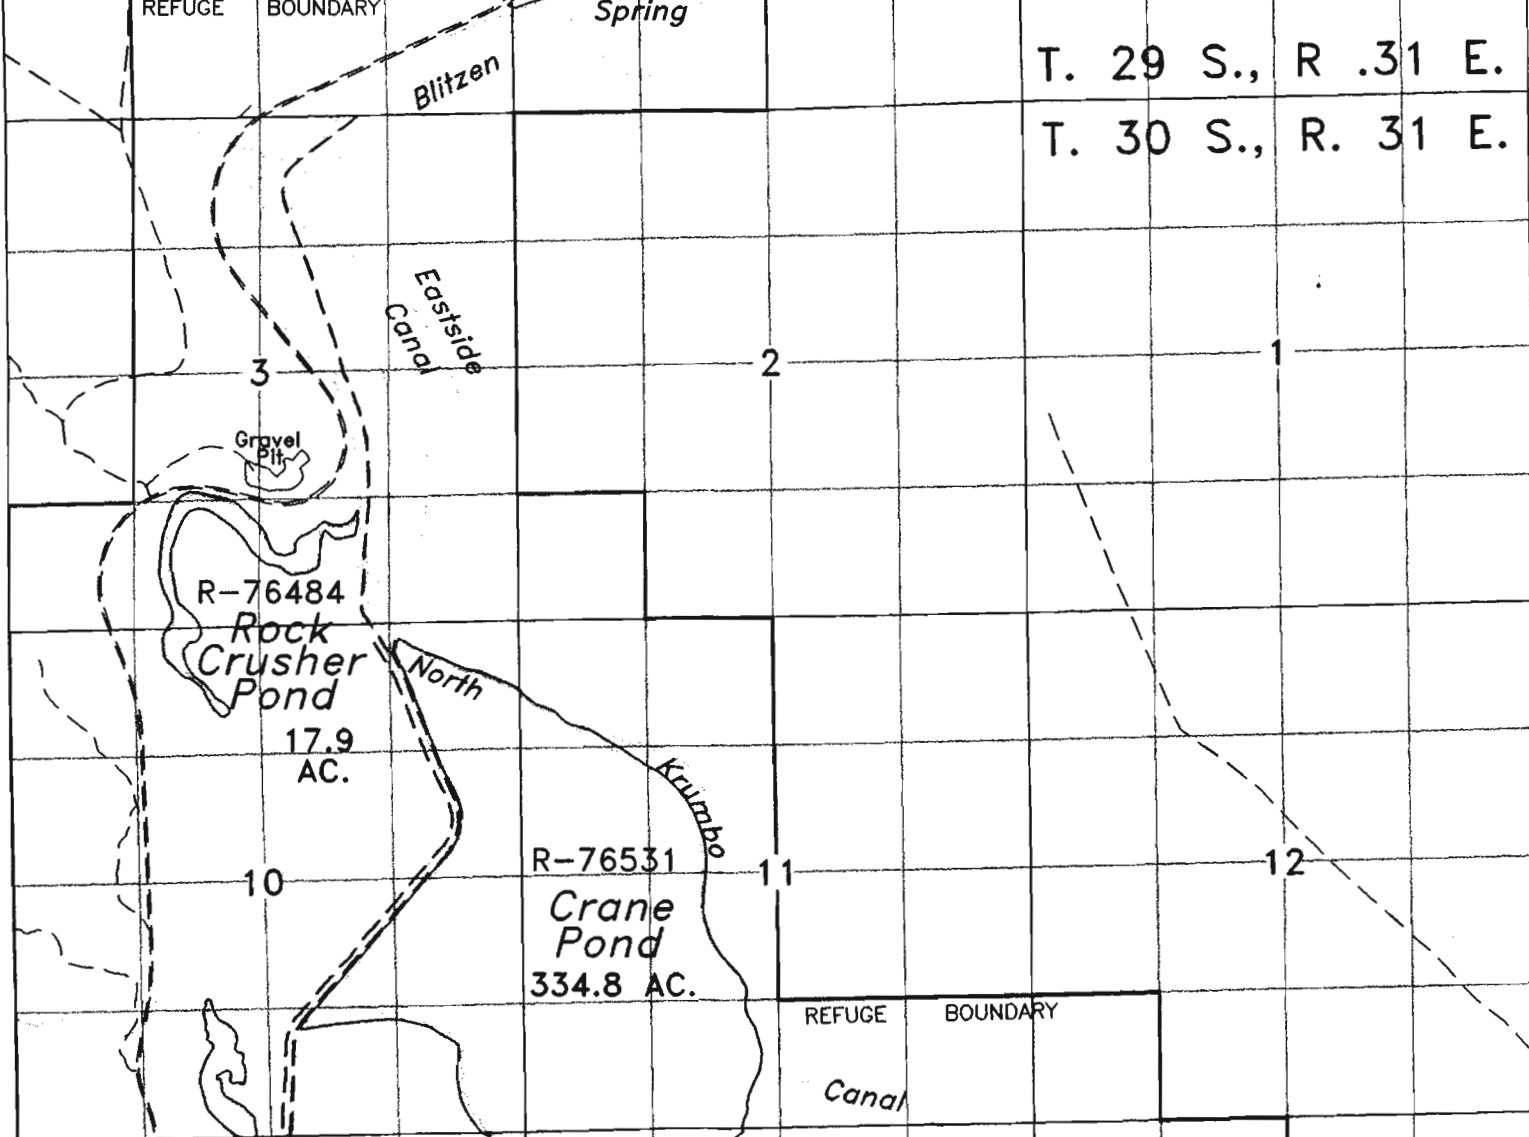 REFUGE BOUNDARY
Spring
Blitzen
T. 29 S., R .31 E.
T. 30 S., R. 31 E.
Eastside
Canal
3
2
1
Gravel
Pit
R-76484
Rock
Crusher
Pond
17.9
AC.
North
Krumbo
R-76531
Crane
Pond
334.8 AC.
10
11
12
REFUGE BOUNDARY
Canal